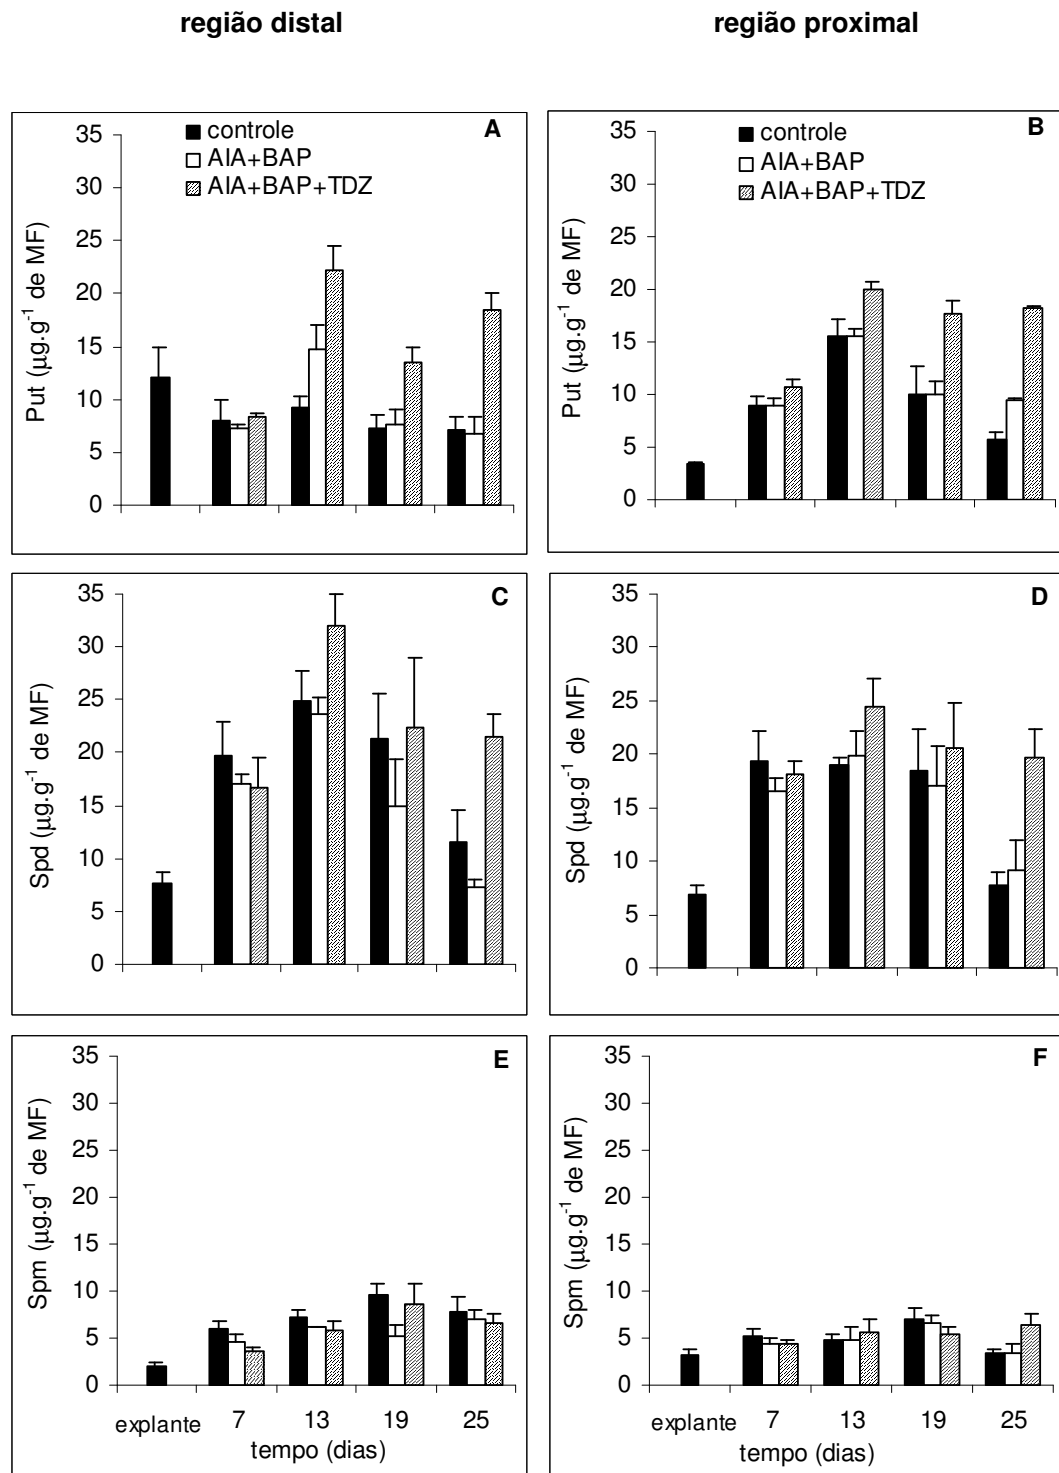 região distal
região proximal
A
controle
AIA+BAP
AIA+BAP+TDZ
35
30
25
20
15
10
5
0
Put (µg.g⁻¹ de MF)
B
controle
AIA+BAP
AIA+BAP+TDZ
35
30
25
20
15
10
5
0
Put (µg.g⁻¹ de MF)
C
35
30
25
20
15
10
5
0
Spd (µg.g⁻¹ de MF)
D
35
30
25
20
15
10
5
0
Spd (µg.g⁻¹ de MF)
E
35
30
25
20
15
10
5
0
Spm (µg.g⁻¹ de MF)
explante 7 13 19 25
tempo (dias)
F
35
30
25
20
15
10
5
0
Spm (µg.g⁻¹ de MF)
explante 7 13 19 25
tempo (dias)